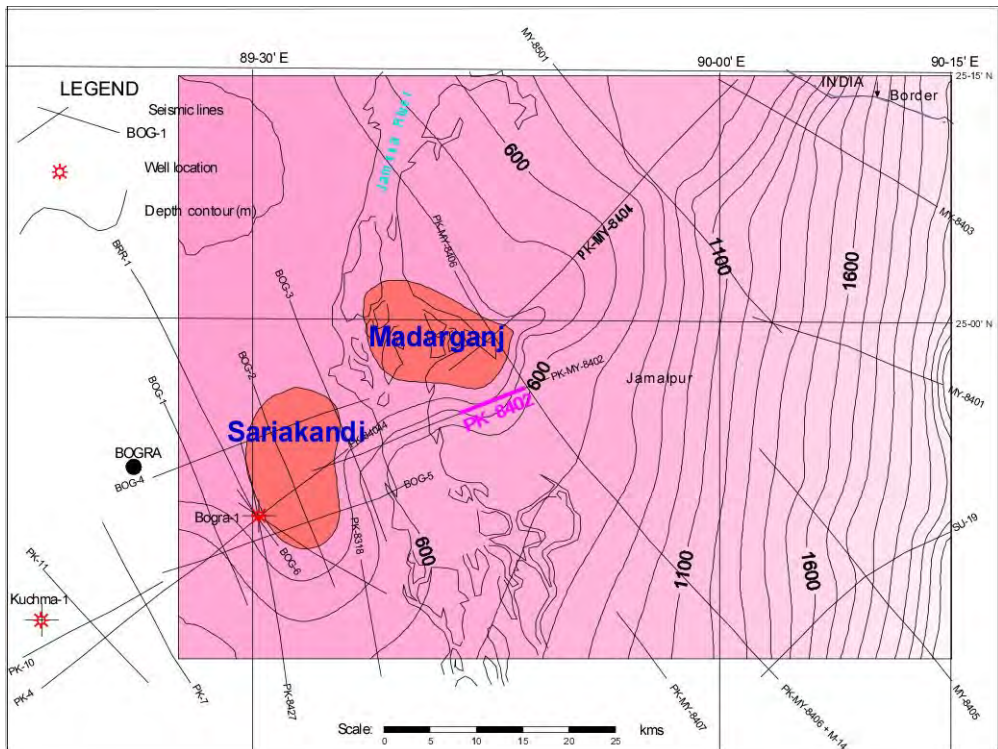 89-30' E
MY-8501
90-00' E
90-15' E
25-15' N
LEGEND
Seismic lines
BOG-1
Well location
Depth contour(m)
INDIA
Border
Jamuna River
600
PK-MY-8404
MY-8403
1100
1600
BRR-1
BOG-3
PK-MY-8406
25-00' N
Madarganj
600
PK-MY-8402
Jamalpur
PK-8402
MY-8401
BOG-1
BOG-2
Sariakandi
PK-84044
BOGRA
BOG-4
BOG-5
Bogra-1
BOG-6
PK-8318
600
1100
1600
SU-19
PK-11
Kuchma-1
PK-10
PK-4
PK-7
PK-8427
PK-MY-8407
PK-MY-8406 + M-14
MY-8405
Scale:
kms
0 5 10 15 20 25